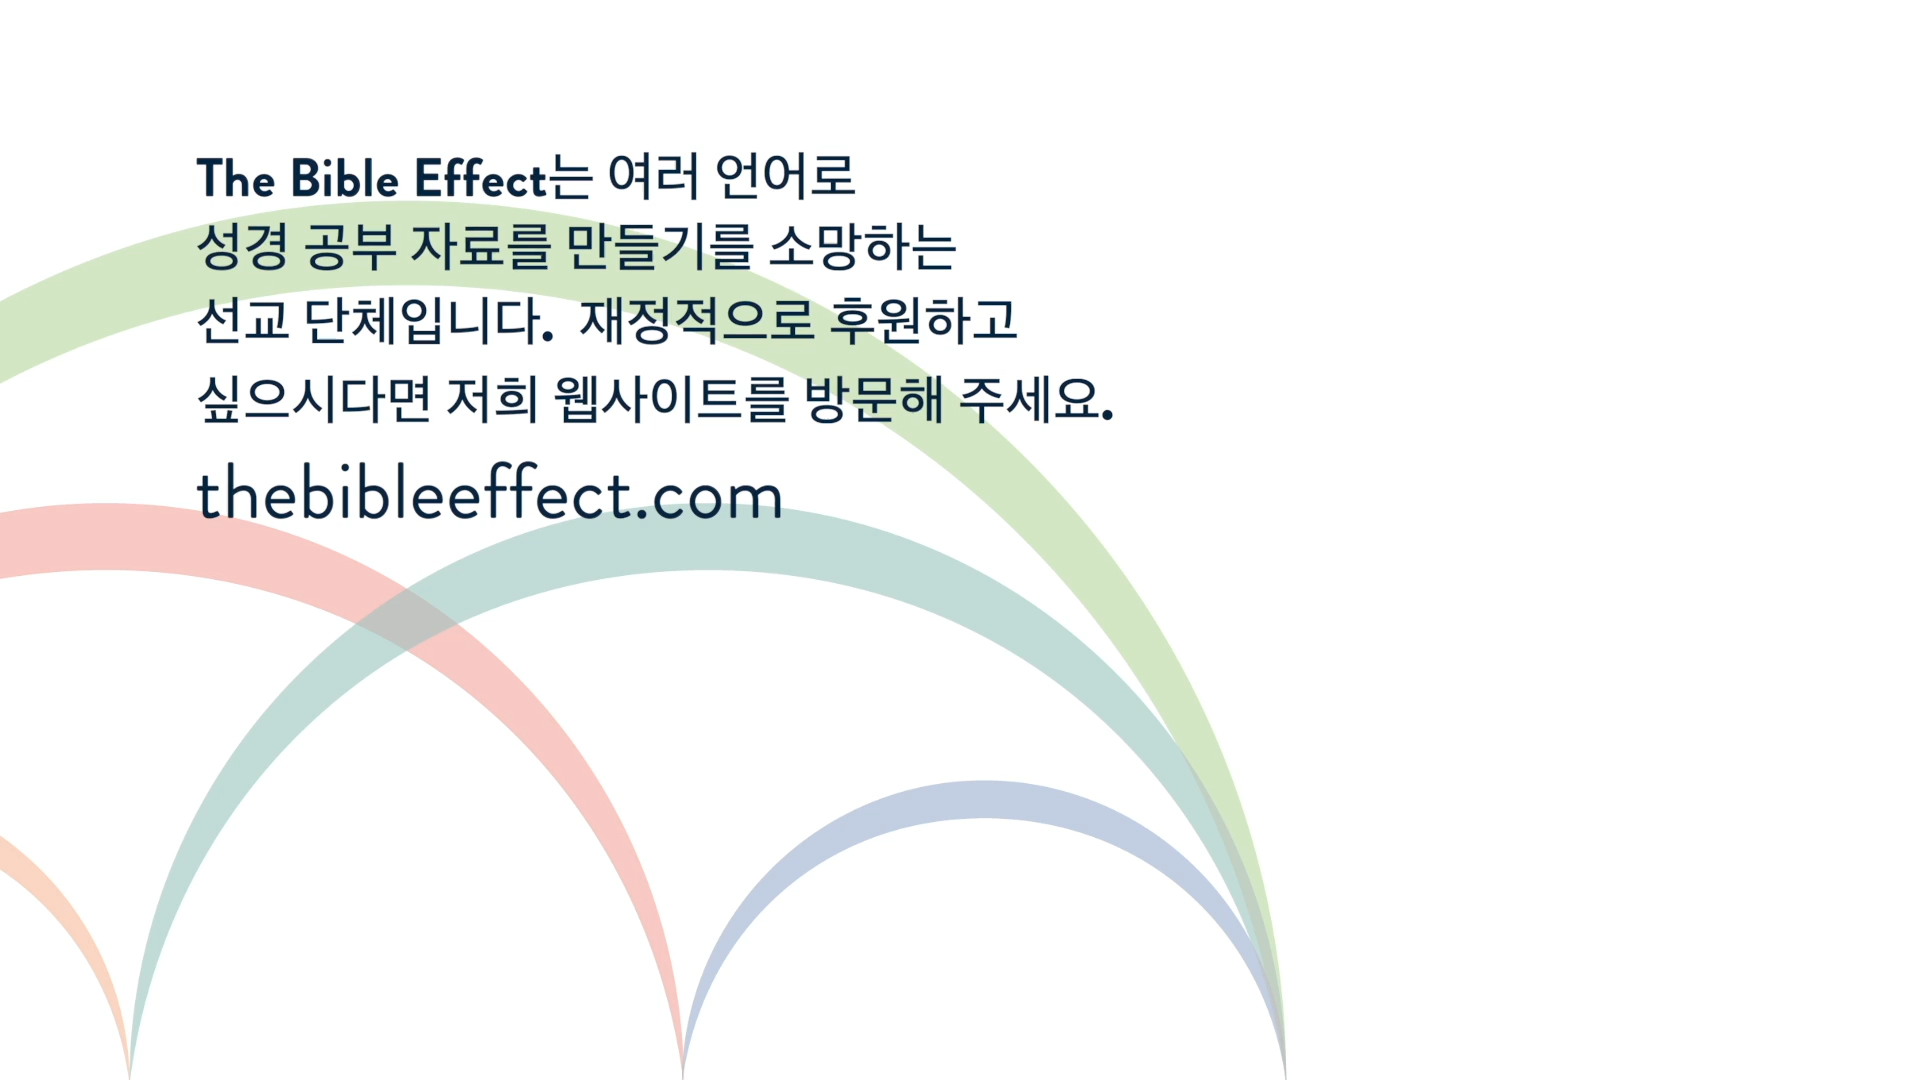 The Bible Effect는 여러 언어로
성경 공부 자료를 만들기를 소망하는
선교 단체입니다. 재정적으로 후원하고
싶으시다면 저희 웹사이트를 방문해 주세요.
thebibleeffect.com